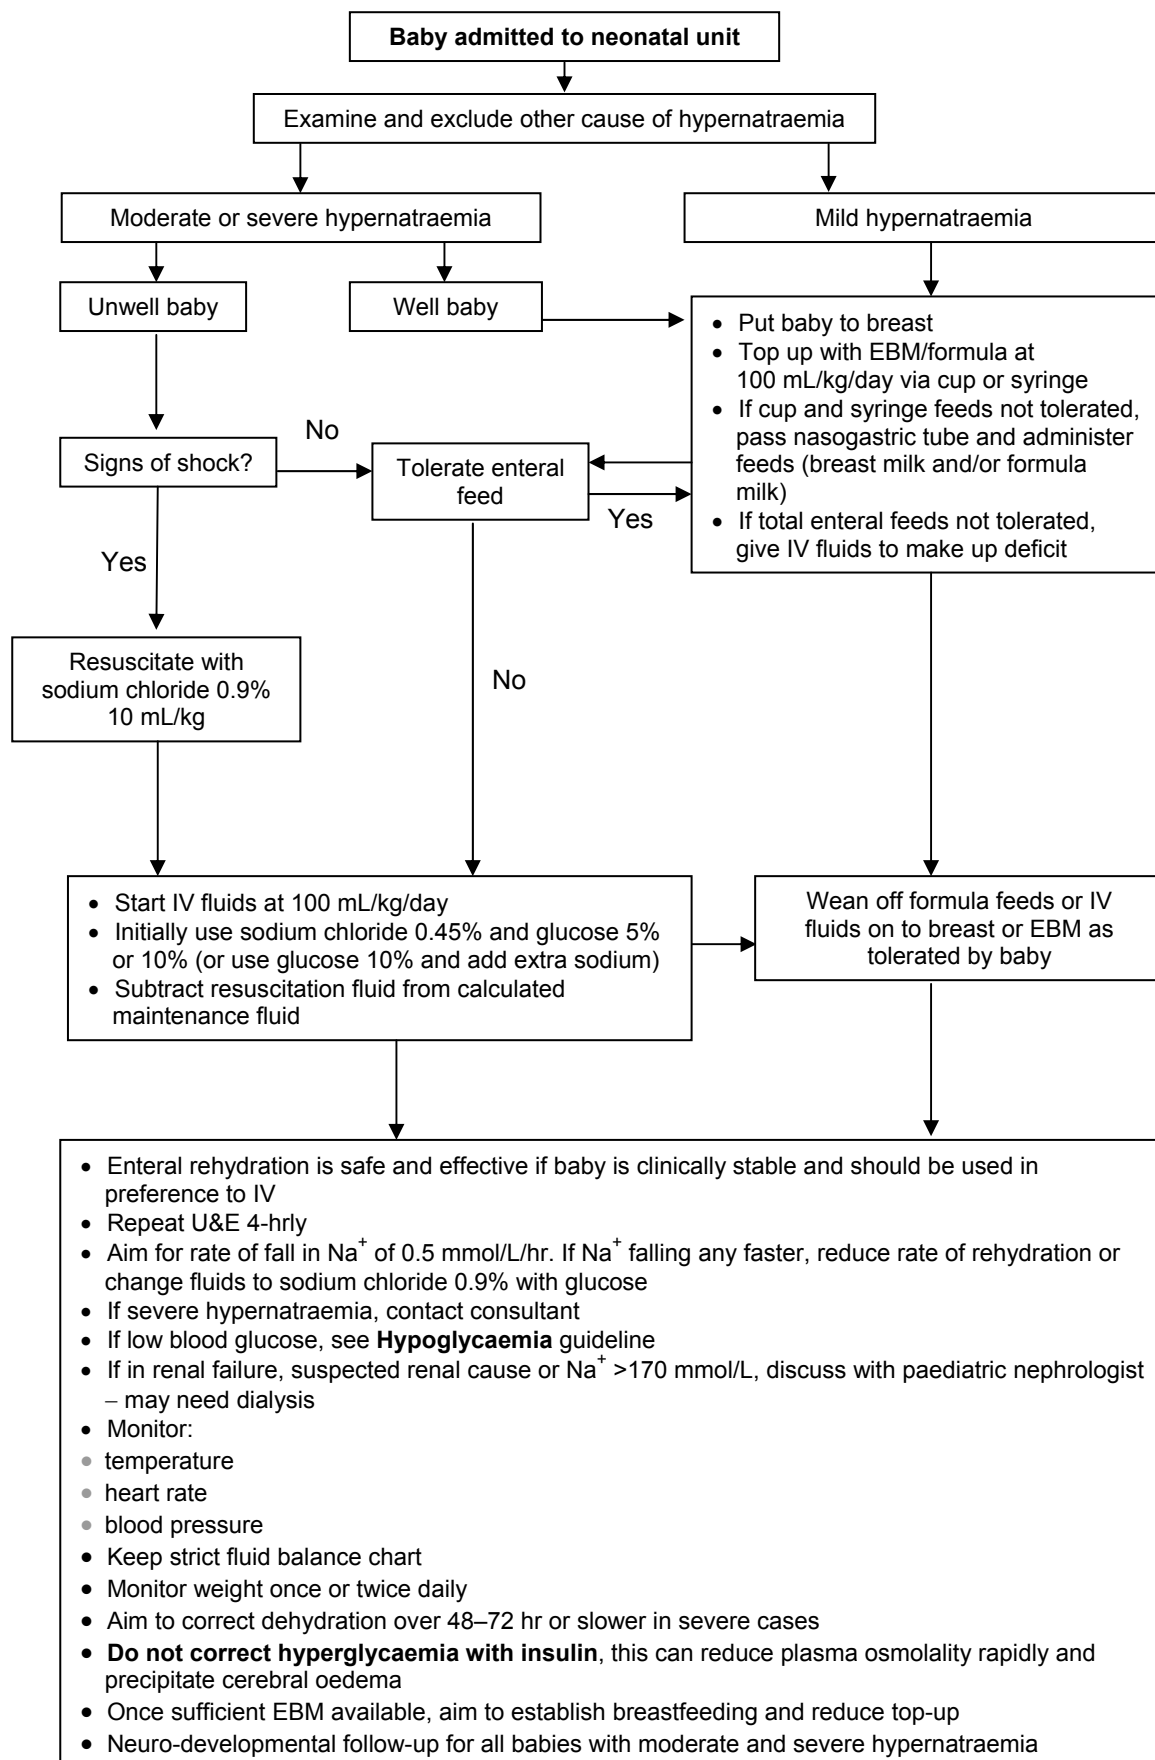 Baby admitted to neonatal unit
Examine and exclude other cause of hypernatraemia
Moderate or severe hypernatraemia
Mild hypernatraemia
Unwell baby
Well baby
• Put baby to breast
• Top up with EBM/formula at
100 mL/kg/day via cup or syringe
• If cup and syringe feeds not tolerated,
pass nasogastric tube and administer
feeds (breast milk and/or formula
milk)
• If total enteral feeds not tolerated,
give IV fluids to make up deficit
Signs of shock?
No
Tolerate enteral
feed
Yes
Yes
Resuscitate with
sodium chloride 0.9%
10 mL/kg
No
• Start IV fluids at 100 mL/kg/day
• Initially use sodium chloride 0.45% and glucose 5%
or 10% (or use glucose 10% and add extra sodium)
• Subtract resuscitation fluid from calculated
maintenance fluid
Wean off formula feeds or IV
fluids on to breast or EBM as
tolerated by baby
• Enteral rehydration is safe and effective if baby is clinically stable and should be used in
preference to IV
• Repeat U&E 4-hrly
• Aim for rate of fall in Na+ of 0.5 mmol/L/hr. If Na+ falling any faster, reduce rate of rehydration or
change fluids to sodium chloride 0.9% with glucose
• If severe hypernatraemia, contact consultant
• If low blood glucose, see Hypoglycaemia guideline
• If in renal failure, suspected renal cause or Na+ >170 mmol/L, discuss with paediatric nephrologist
– may need dialysis
• Monitor:
• temperature
• heart rate
• blood pressure
• Keep strict fluid balance chart
• Monitor weight once or twice daily
• Aim to correct dehydration over 48–72 hr or slower in severe cases
• Do not correct hyperglycaemia with insulin, this can reduce plasma osmolality rapidly and
precipitate cerebral oedema
• Once sufficient EBM available, aim to establish breastfeeding and reduce top-up
• Neuro-developmental follow-up for all babies with moderate and severe hypernatraemia